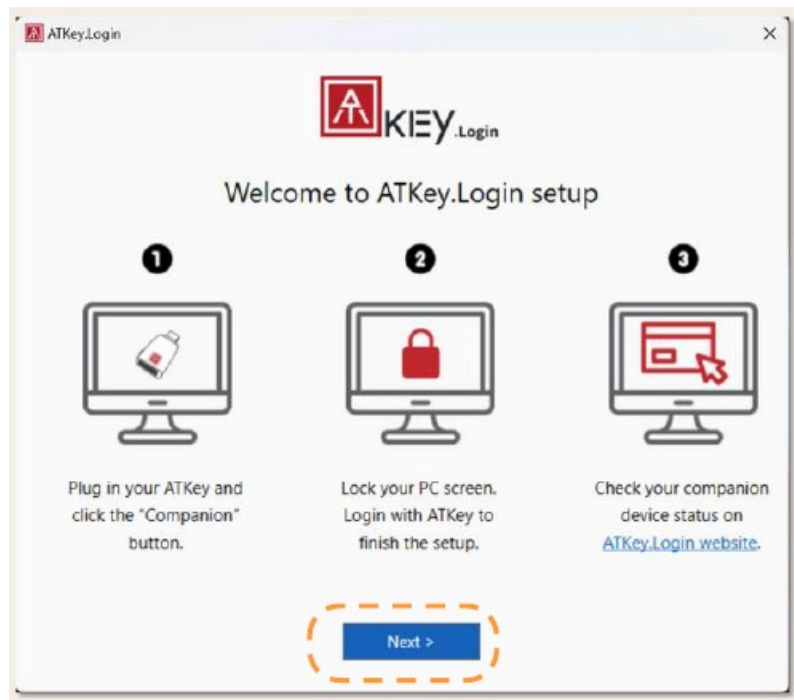 ATKey.Login
ATKEY.Login
Welcome to ATKey.Login setup
1
2
3
Plug in your ATKey and
click the "Companion"
button.
Lock your PC screen.
Login with ATKey to
finish the setup.
Check your companion
device status on
ATKey.Login website.
Next >